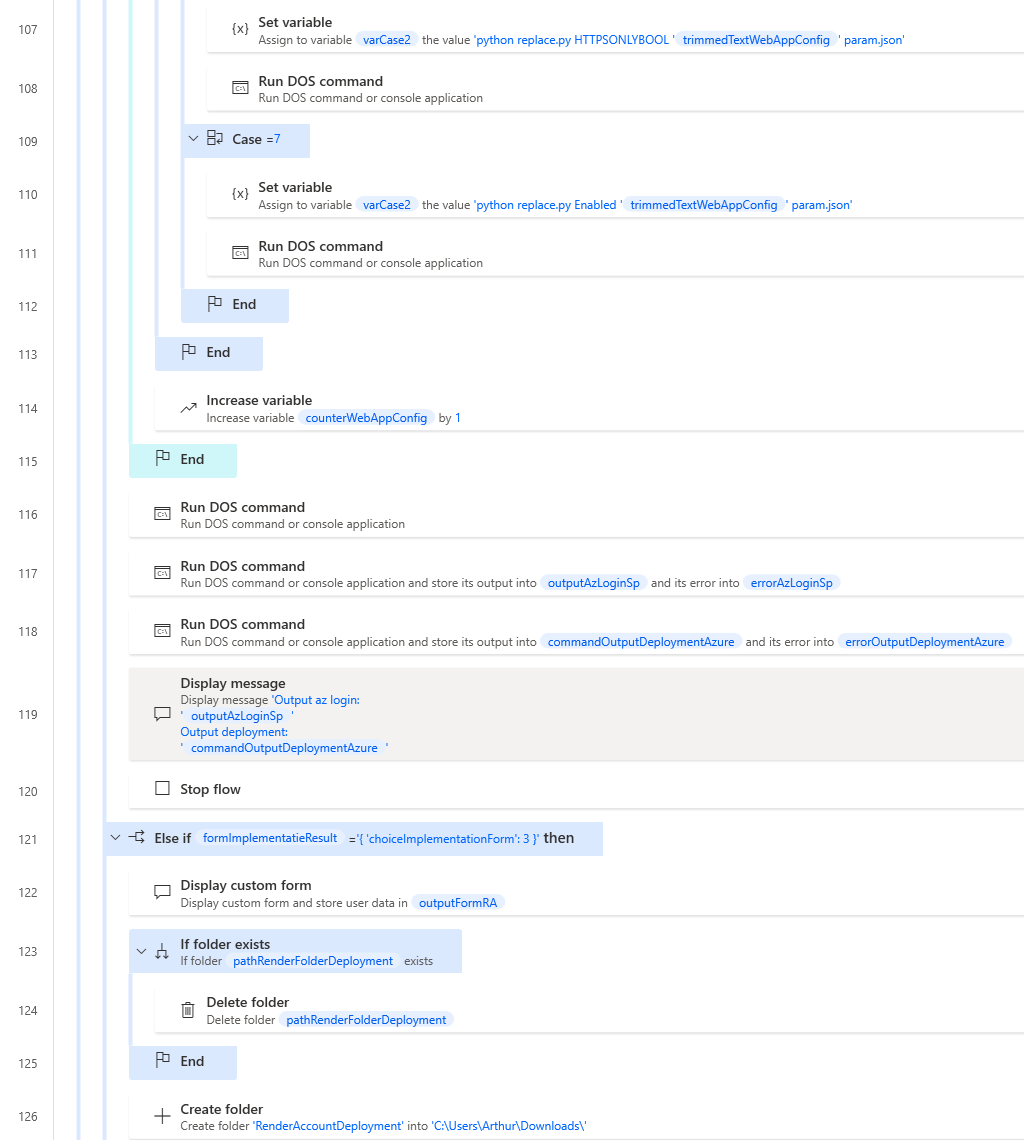 107
{x}
Set variable
Assign to variable varCase2 the value 'python replace.py HTTPSONLYBOOL ' trimmedTextWebAppConfig ' param.json'
108
C:\
Run DOS command
Run DOS command or console application
109
Case =7
110
{x}
Set variable
Assign to variable varCase2 the value 'python replace.py Enabled ' trimmedTextWebAppConfig ' param.json'
111
C:\
Run DOS command
Run DOS command or console application
112
End
113
End
114
Increase variable
Increase variable counterWebAppConfig by 1
115
End
116
C:\
Run DOS command
Run DOS command or console application
117
C:\
Run DOS command
Run DOS command or console application and store its output into outputAzLoginSp and its error into errorAzLoginSp
118
C:\
Run DOS command
Run DOS command or console application and store its output into commandOutputDeploymentAzure and its error into errorOutputDeploymentAzure
119
Display message
Display message 'Output az login:
' outputAzLoginSp '
Output deployment:
' commandOutputDeploymentAzure '
120
Stop flow
121
Else if formImplementatieResult ='{ 'choiceImplementationForm': 3 }' then
122
Display custom form
Display custom form and store user data in outputFormRA
123
If folder exists
If folder pathRenderFolderDeployment exists
124
Delete folder
Delete folder pathRenderFolderDeployment
125
End
126
Create folder
Create folder 'RenderAccountDeployment' into 'C:\Users\Arthur\Downloads\'